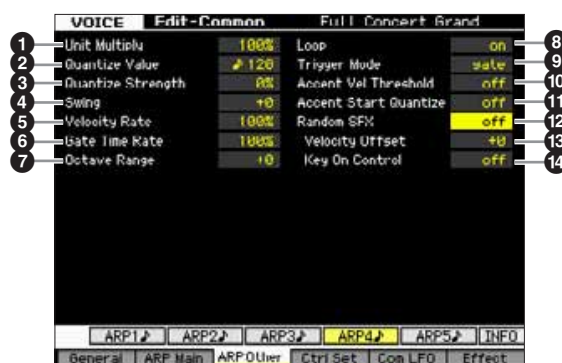 VOICE Edit-Common Full Concert Grand
1 Unit Multiply 100% Loop on 8
2 Quantize Value ♪120 Trigger Mode gate 9
3 Quantize Strength 0% Accent Vel Threshold off 10
4 Swing +0 Accent Start Quantize off 11
5 Velocity Rate 100% Random SFX off 12
6 Gate Time Rate 100% Velocity Offset +0 13
7 Octave Range +0 Key On Control off 14
ARP1♪ ARP2♪ ARP3♪ ARP4♪ ARP5♪ INFO
General ARP Main ARP Other Ctrl Set Com LFO Effect